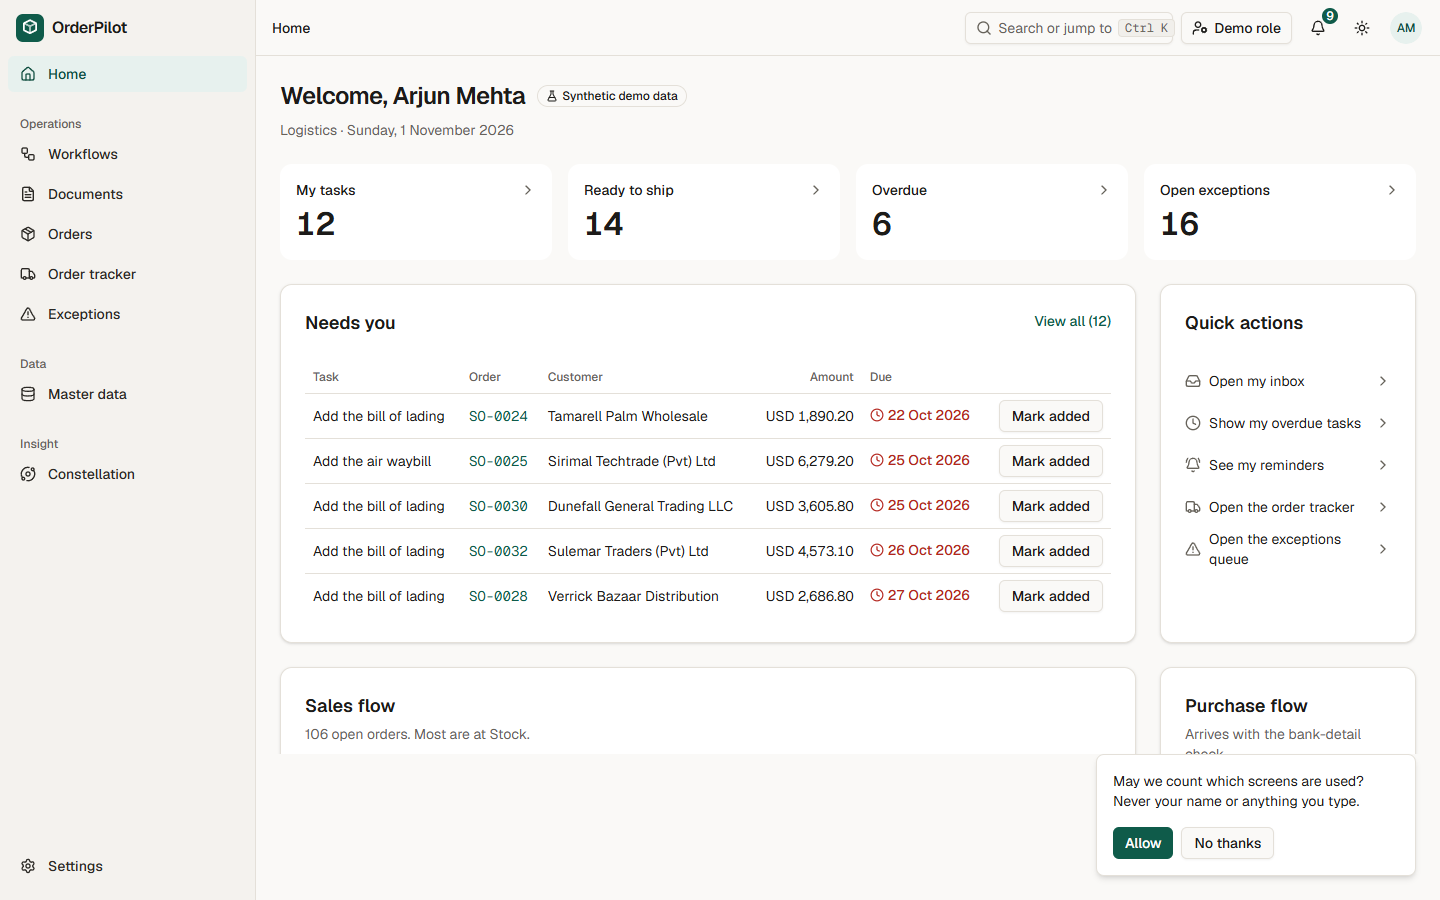 OrderPilot
Home
Operations
Workflows
Documents
Orders
Order tracker
Exceptions
Data
Master data
Insight
Constellation
Settings
Home
Search or jump to Ctrl K
Demo role
9
AM
Welcome, Arjun Mehta
Synthetic demo data
Logistics · Sunday, 1 November 2026
My tasks
12
Ready to ship
14
Overdue
6
Open exceptions
16
Needs you
View all (12)
Task Order Customer Amount Due
Add the bill of lading SO-0024 Tamarell Palm Wholesale USD 1,890.20 22 Oct 2026 Mark added
Add the air waybill SO-0025 Sirimal Techtrade (Pvt) Ltd USD 6,279.20 25 Oct 2026 Mark added
Add the bill of lading SO-0030 Dunefall General Trading LLC USD 3,605.80 25 Oct 2026 Mark added
Add the bill of lading SO-0032 Sulemar Traders (Pvt) Ltd USD 4,573.10 26 Oct 2026 Mark added
Add the bill of lading SO-0028 Verrick Bazaar Distribution USD 2,686.80 27 Oct 2026 Mark added
Quick actions
Open my inbox
Show my overdue tasks
See my reminders
Open the order tracker
Open the exceptions
queue
Sales flow
106 open orders. Most are at Stock.
Purchase flow
Arrives with the bank-detail
check
May we count which screens are used?
Never your name or anything you type.
Allow
No thanks